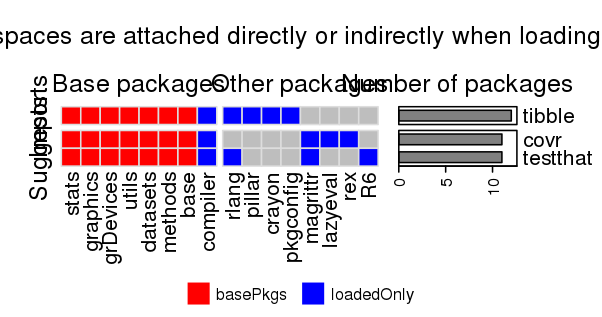 spaces are attached directly or indirectly when loading
Base packages
Other packages
Number of packages
Imports
Suggests
tibble
covr
testthat
stats
graphics
grDevices
utils
datasets
methods
base
compiler
rlang
pillar
crayon
pkgconfig
magrittr
lazyeval
rex
R6
0
5
10
basePkgs
loadedOnly